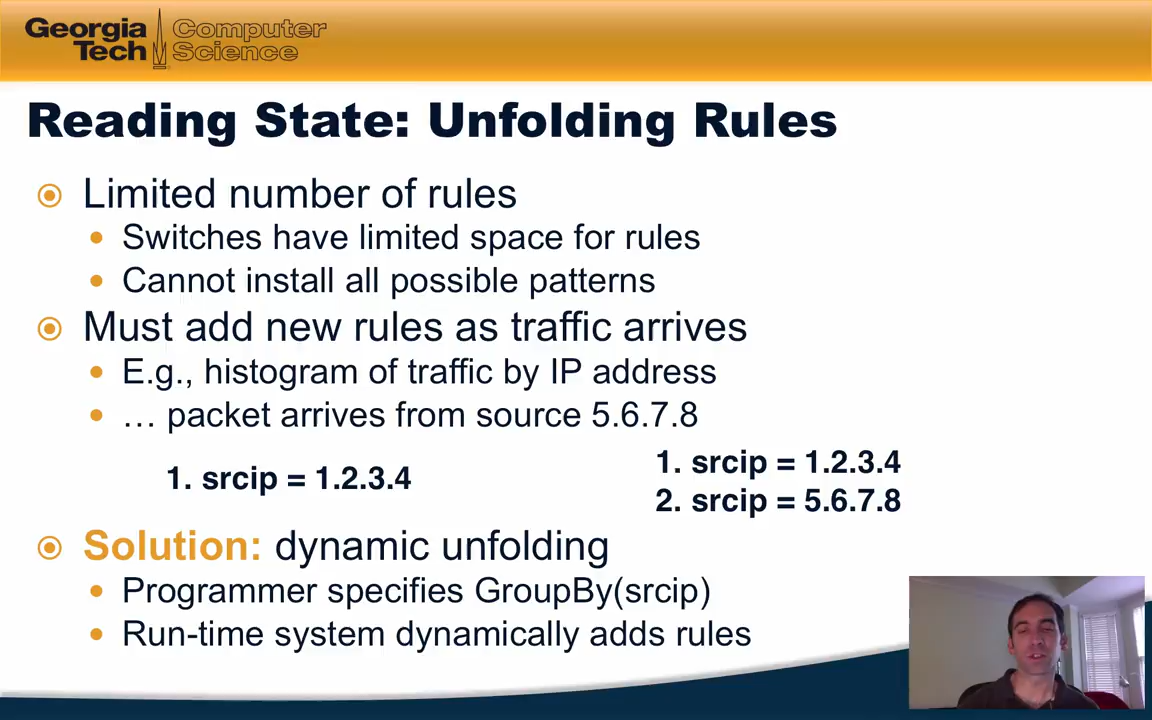 Georgia Tech
Computer Science
Reading State: Unfolding Rules
Limited number of rules
Switches have limited space for rules
Cannot install all possible patterns
Must add new rules as traffic arrives
E.g., histogram of traffic by IP address
… packet arrives from source 5.6.7.8
1. srcip = 1.2.3.4
1. srcip = 1.2.3.4
2. srcip = 5.6.7.8
Solution: dynamic unfolding
Programmer specifies GroupBy(srcip)
Run-time system dynamically adds rules